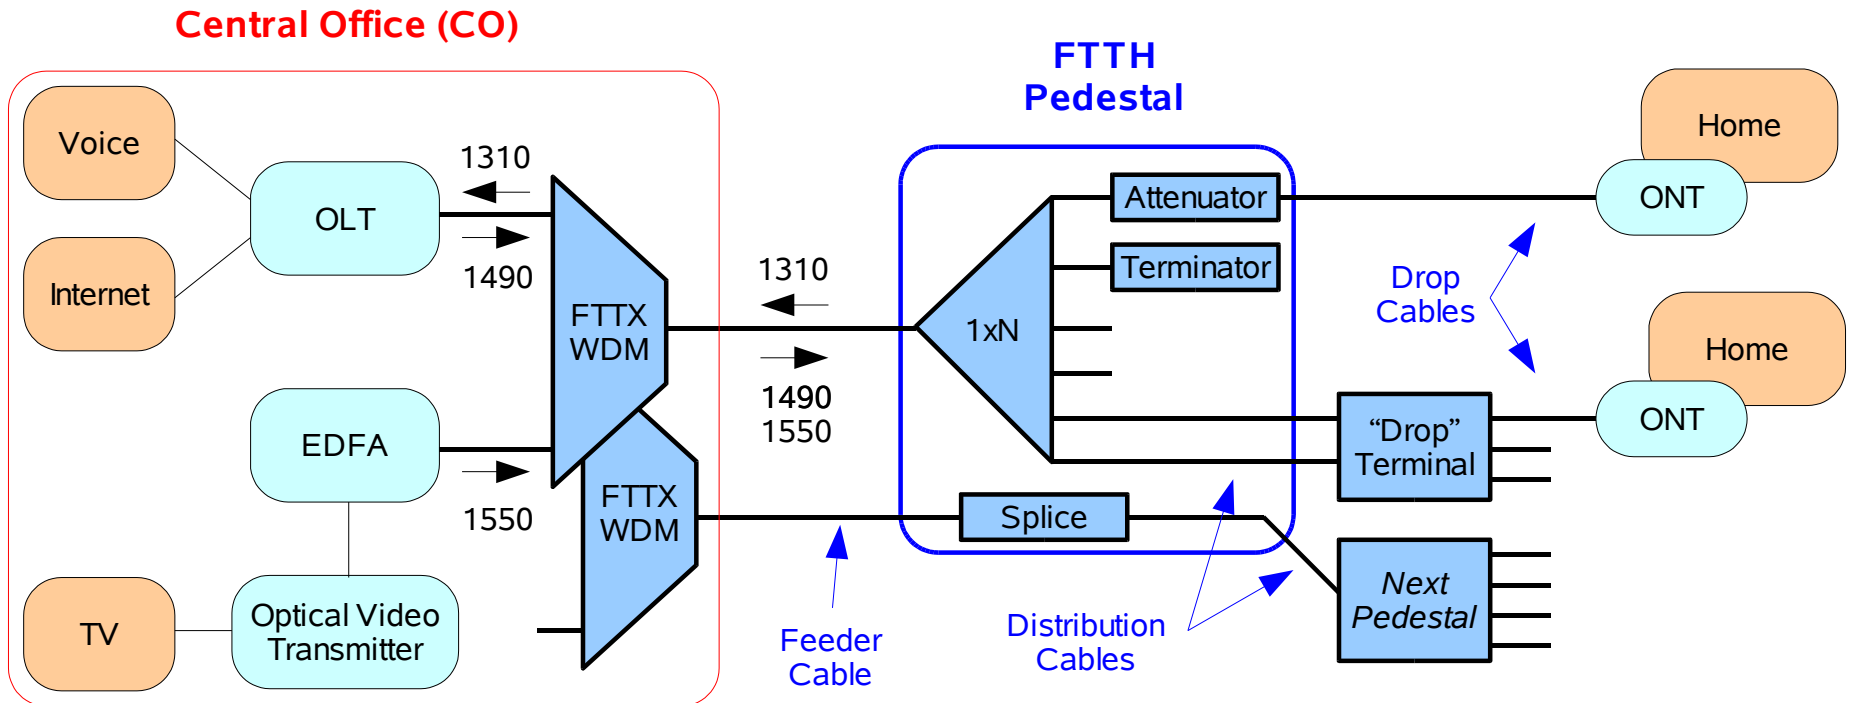 Central Office (CO)
FTTH
Pedestal
Voice
Internet
OLT
1310
1490
FTTX
WDM
EDFA
1550
FTTX
WDM
TV
Optical Video
Transmitter
1310
1490
1550
Feeder
Cable
1xN
Attenuator
Terminator
Splice
Distribution
Cables
Drop
Cables
"Drop"
Terminal
Next
Pedestal
Home
ONT
Home
ONT